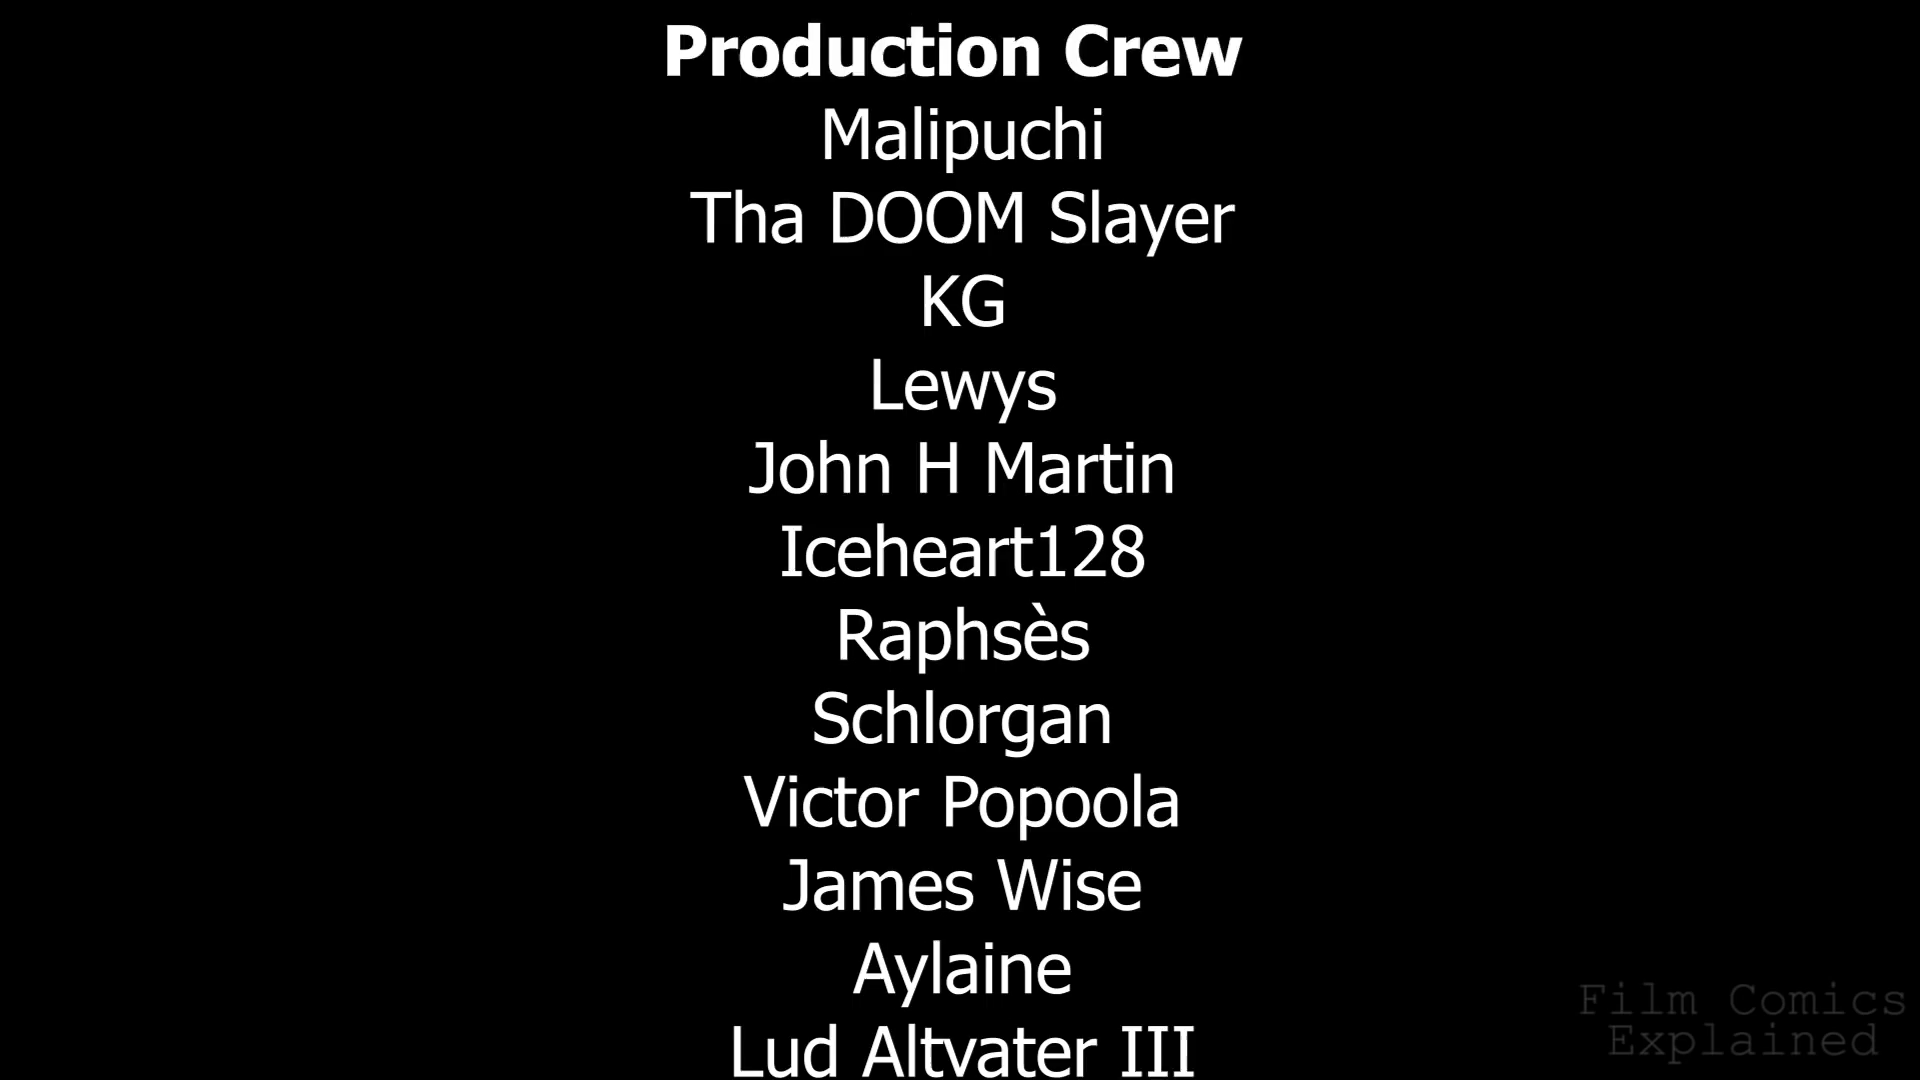 Production Crew
Malipuchi
Tha DOOM Slayer
KG
Lewys
John H Martin
Iceheart128
Raphsès
Schlorgan
Victor Popoola
James Wise
Aylaine
Lud Altvater III
Film Comics
Explained